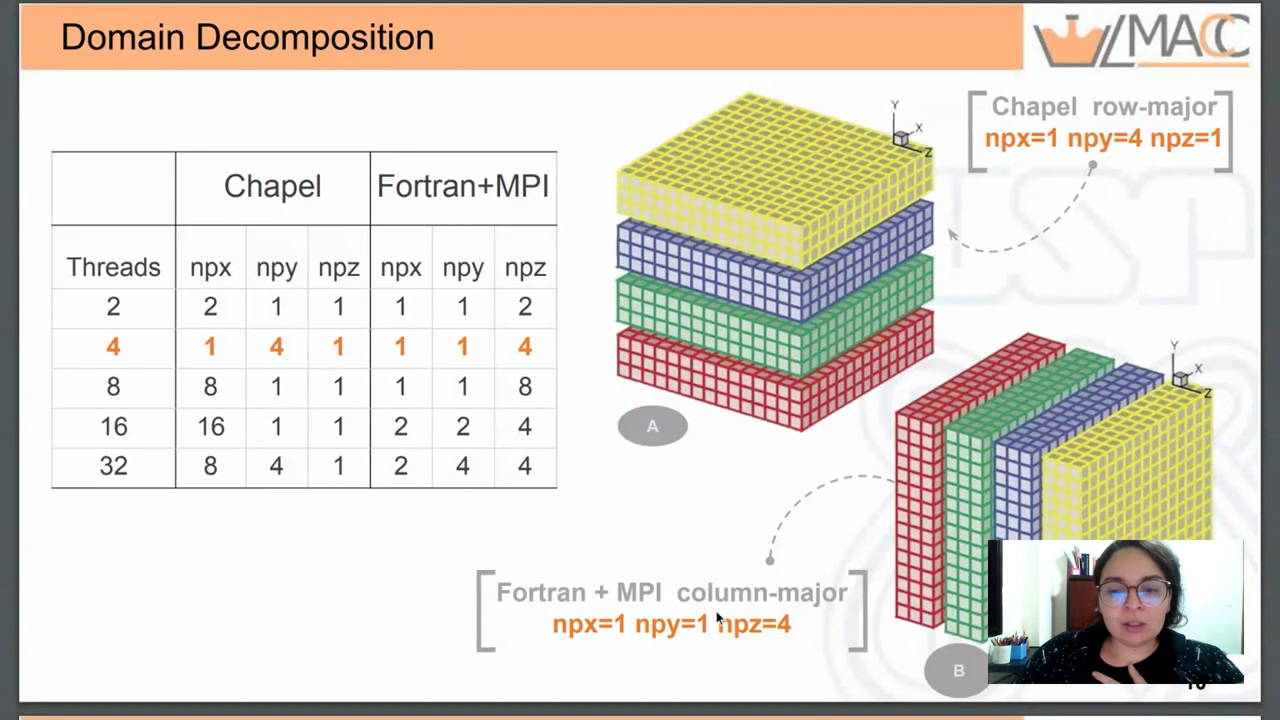 Domain Decomposition
MACC
Chapel Fortran+MPI
Threads npx npy npz npx npy npz
2 2 1 1 1 1 2
4 1 4 1 1 1 4
8 8 1 1 1 1 8
16 16 1 1 2 2 4
32 8 4 1 2 4 4
Chapel row-major
npx=1 npy=4 npz=1
Y
X
Z
A
Y
X
Z
Fortran + MPI column-major
npx=1 npy=1 npz=4
B